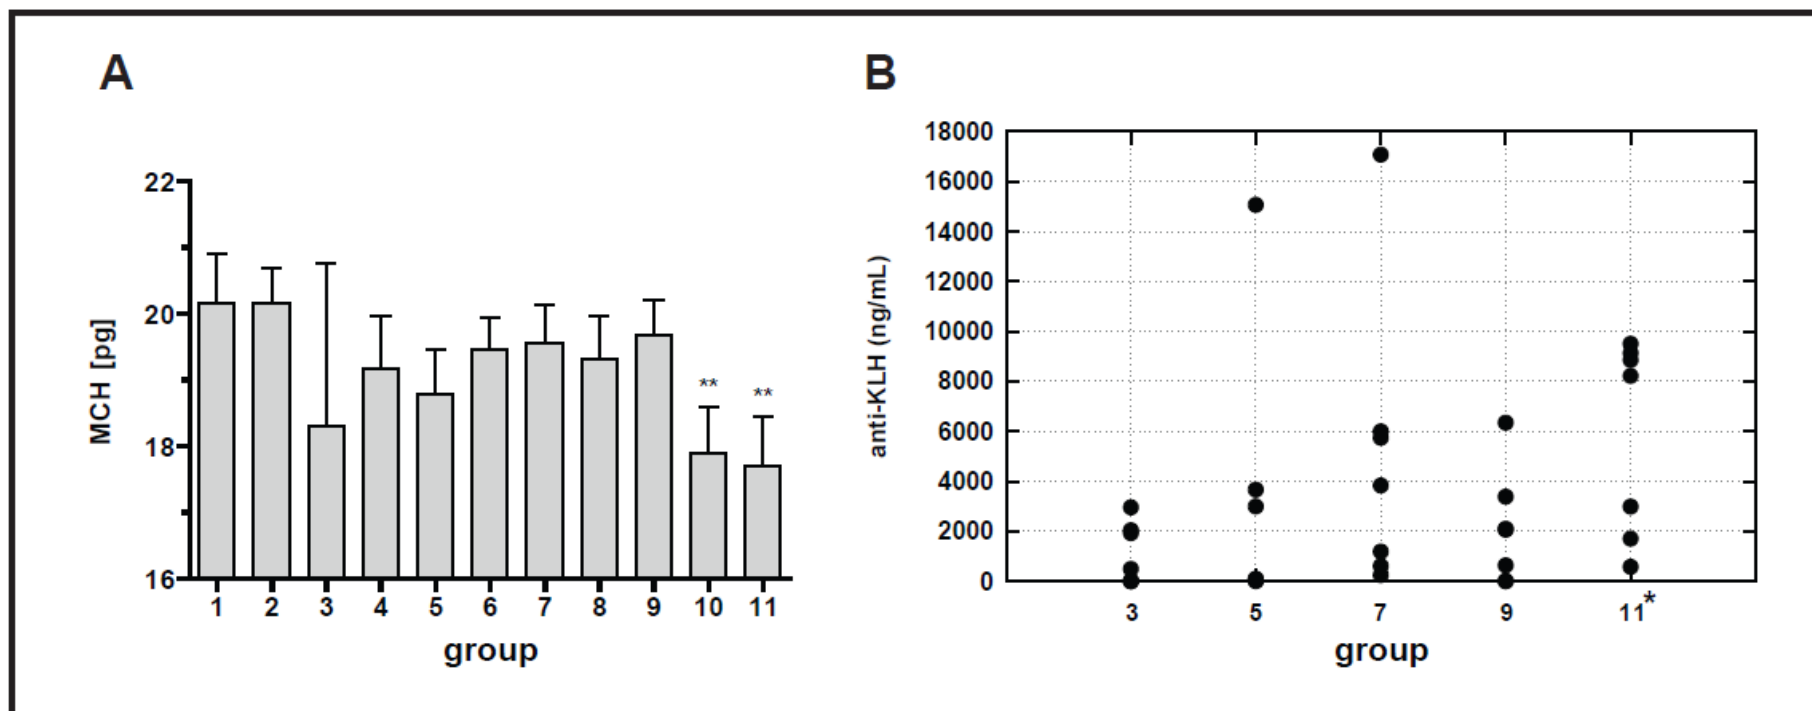 A
B
22
20
18
16
MCH [pg]
**
**
1 2 3 4 5 6 7 8 9 10 11
group
18000
16000
14000
12000
10000
8000
6000
4000
2000
0
anti-KLH (ng/mL)
3 5 7 9 11*
group